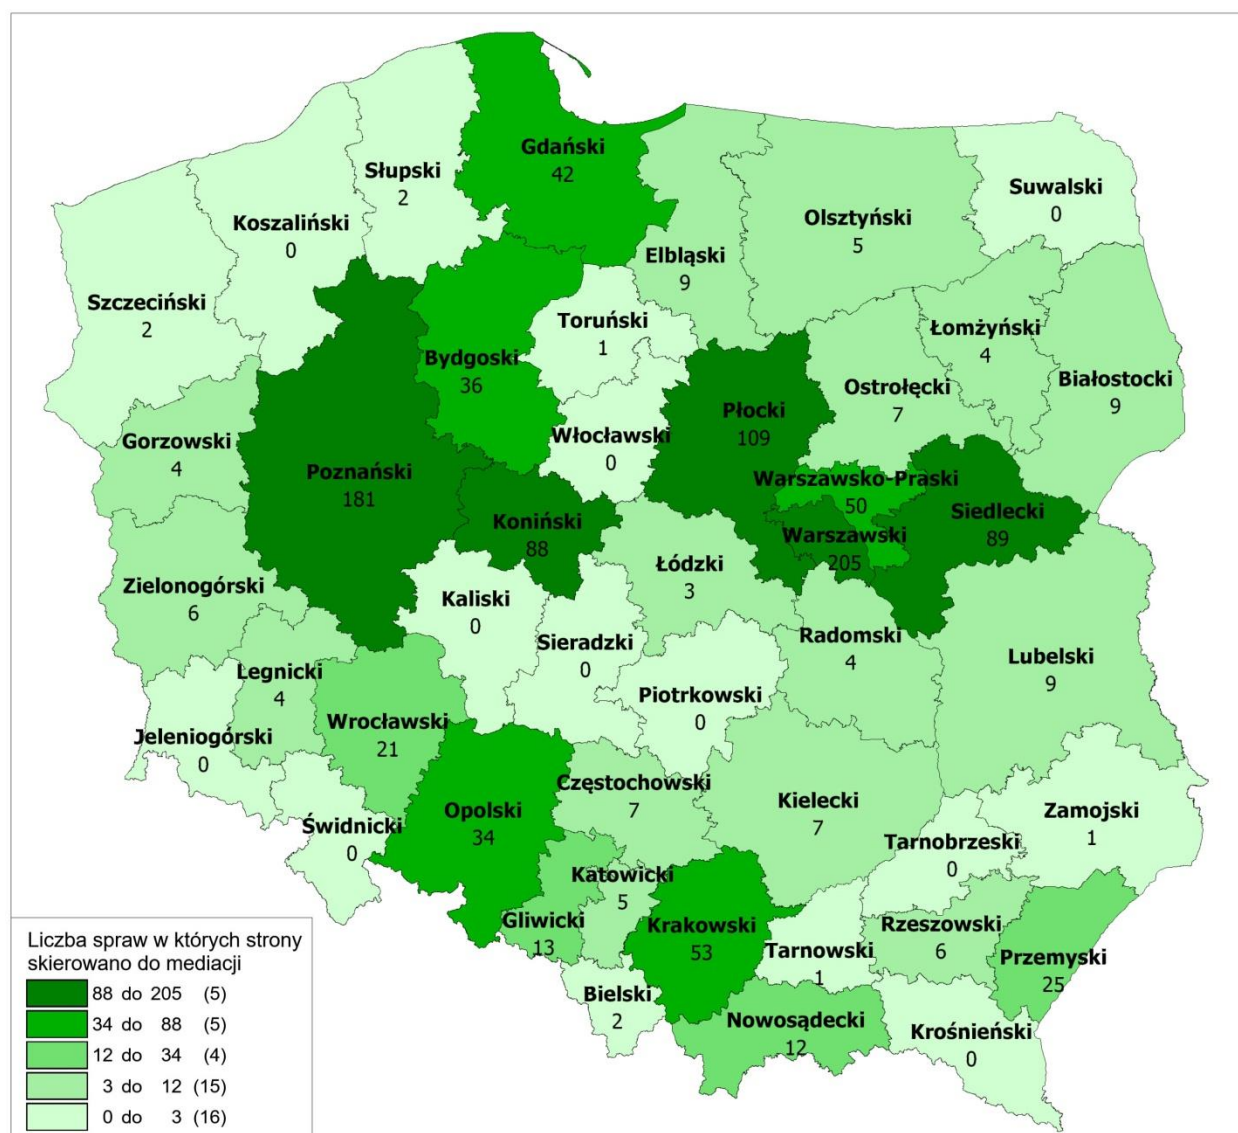 Gdański
42
Słupski
2
Suwalski
0
Koszaliński
0
Olsztyński
5
Elbląski
9
Szczeciński
2
Toruński
1
Łomżyński
4
Bydgoski
36
Ostrołęcki
7
Białostocki
9
Płocki
109
Włocławski
0
Gorzowski
4
Poznański
181
Warszawsko-Praski
50
Koniński
88
Siedlecki
89
Warszawski
205
Łódzki
3
Zielonogórski
6
Kaliski
0
Sieradzki
0
Radomski
4
Lubelski
9
Legnicki
4
Piotrkowski
0
Wrocławski
21
Jeleniogórski
0
Częstochowski
7
Kielecki
7
Opolski
34
Zamojski
1
Świdnicki
0
Tarnobrzeski
0
Katowicki
5
Gliwicki
13
Krakowski
53
Rzeszowski
6
Tarnowski
1
Przemyski
25
Bielski
2
Nowosądecki
12
Krośnieński
0
Liczba spraw w których strony
skierowano do mediacji
88 do 205 (5)
34 do 88 (5)
12 do 34 (4)
3 do 12 (15)
0 do 3 (16)